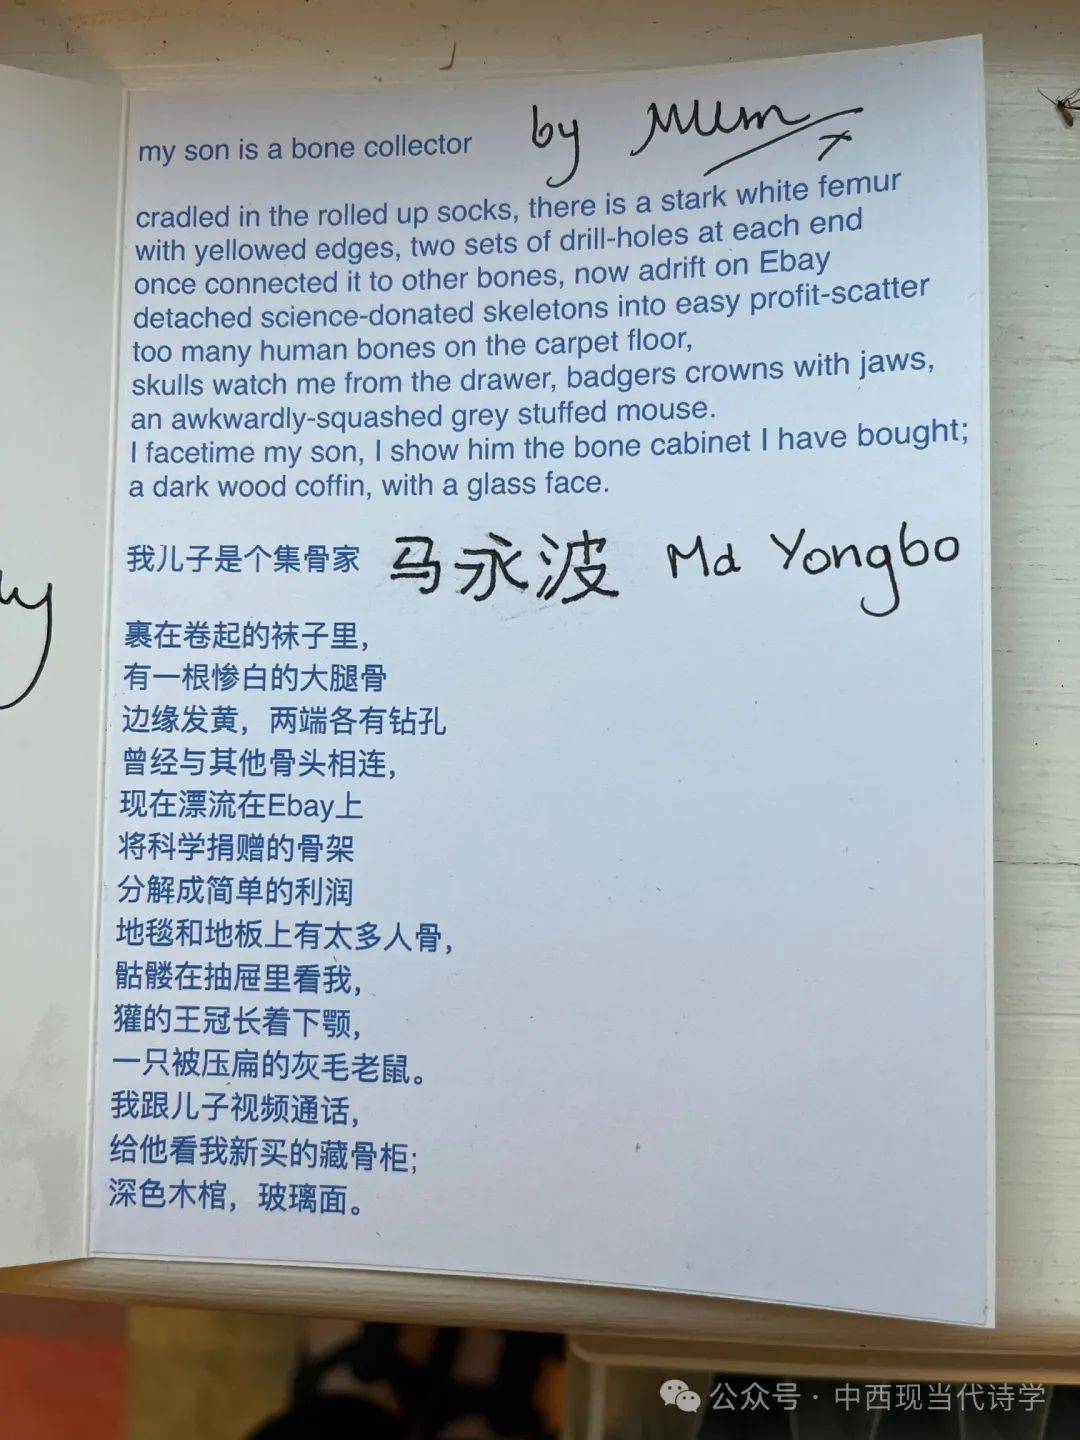 my son is a bone collector by Mum x
cradled in the rolled up socks, there is a stark white femur
with yellowed edges, two sets of drill-holes at each end
once connected it to other bones, now adrift on Ebay
detached science-donated skeletons into easy profit-scatter
too many human bones on the carpet floor,
skulls watch me from the drawer, badgers crowns with jaws,
an awkwardly-squashed grey stuffed mouse.
I facetime my son, I show him the bone cabinet I have bought;
a dark wood coffin, with a glass face.
我儿子是个集骨家 马永波 Ma Yongbo
裹在卷起的袜子里，
有一根惨白的大腿骨
边缘发黄，两端各有钻孔
曾经与其他骨头相连，
现在漂流在Ebay上
将科学捐赠的骨架
分解成简单的利润
地毯和地板上有太多人骨，
骷髅在抽屉里看我，
獾的王冠长着下颚，
一只被压扁的灰毛老鼠。
我跟儿子视频通话，
给他看我新买的藏骨柜;
深色木棺，玻璃面。
公众号·中西现当代诗学